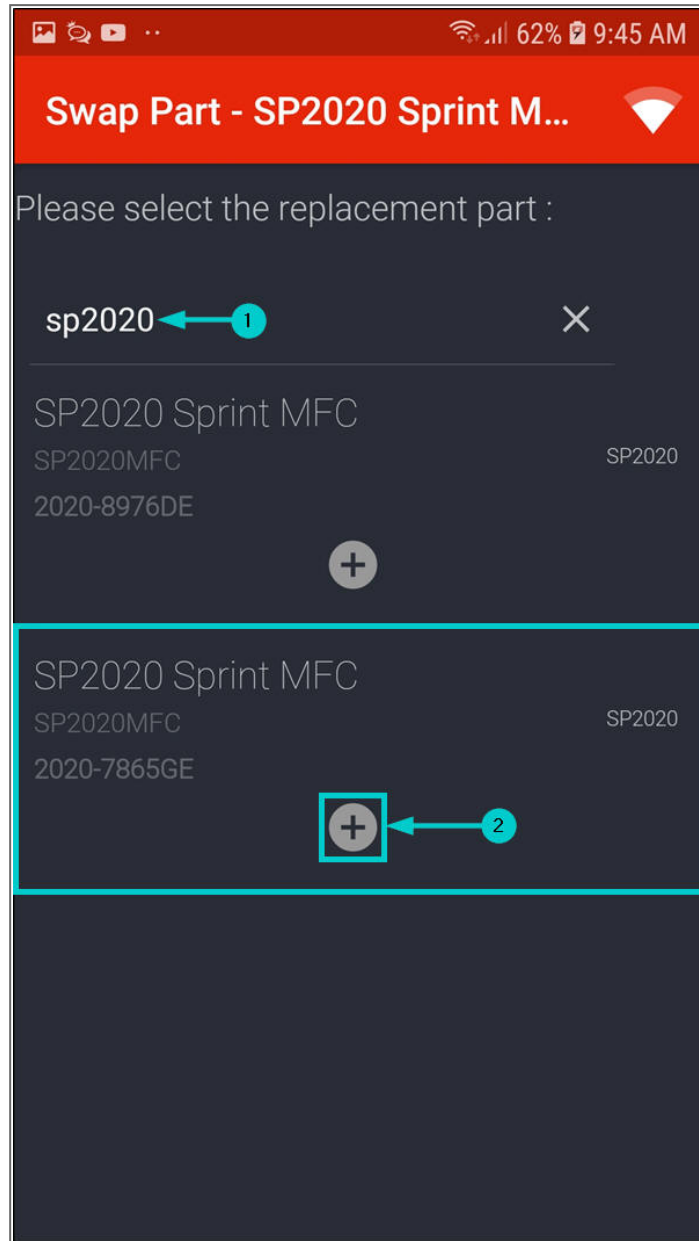 62% 9:45 AM
Swap Part - SP2020 Sprint M...
Please select the replacement part :
sp2020 1
SP2020 Sprint MFC
SP2020MFC SP2020
2020-8976DE
SP2020 Sprint MFC
SP2020MFC SP2020
2020-7865GE
2